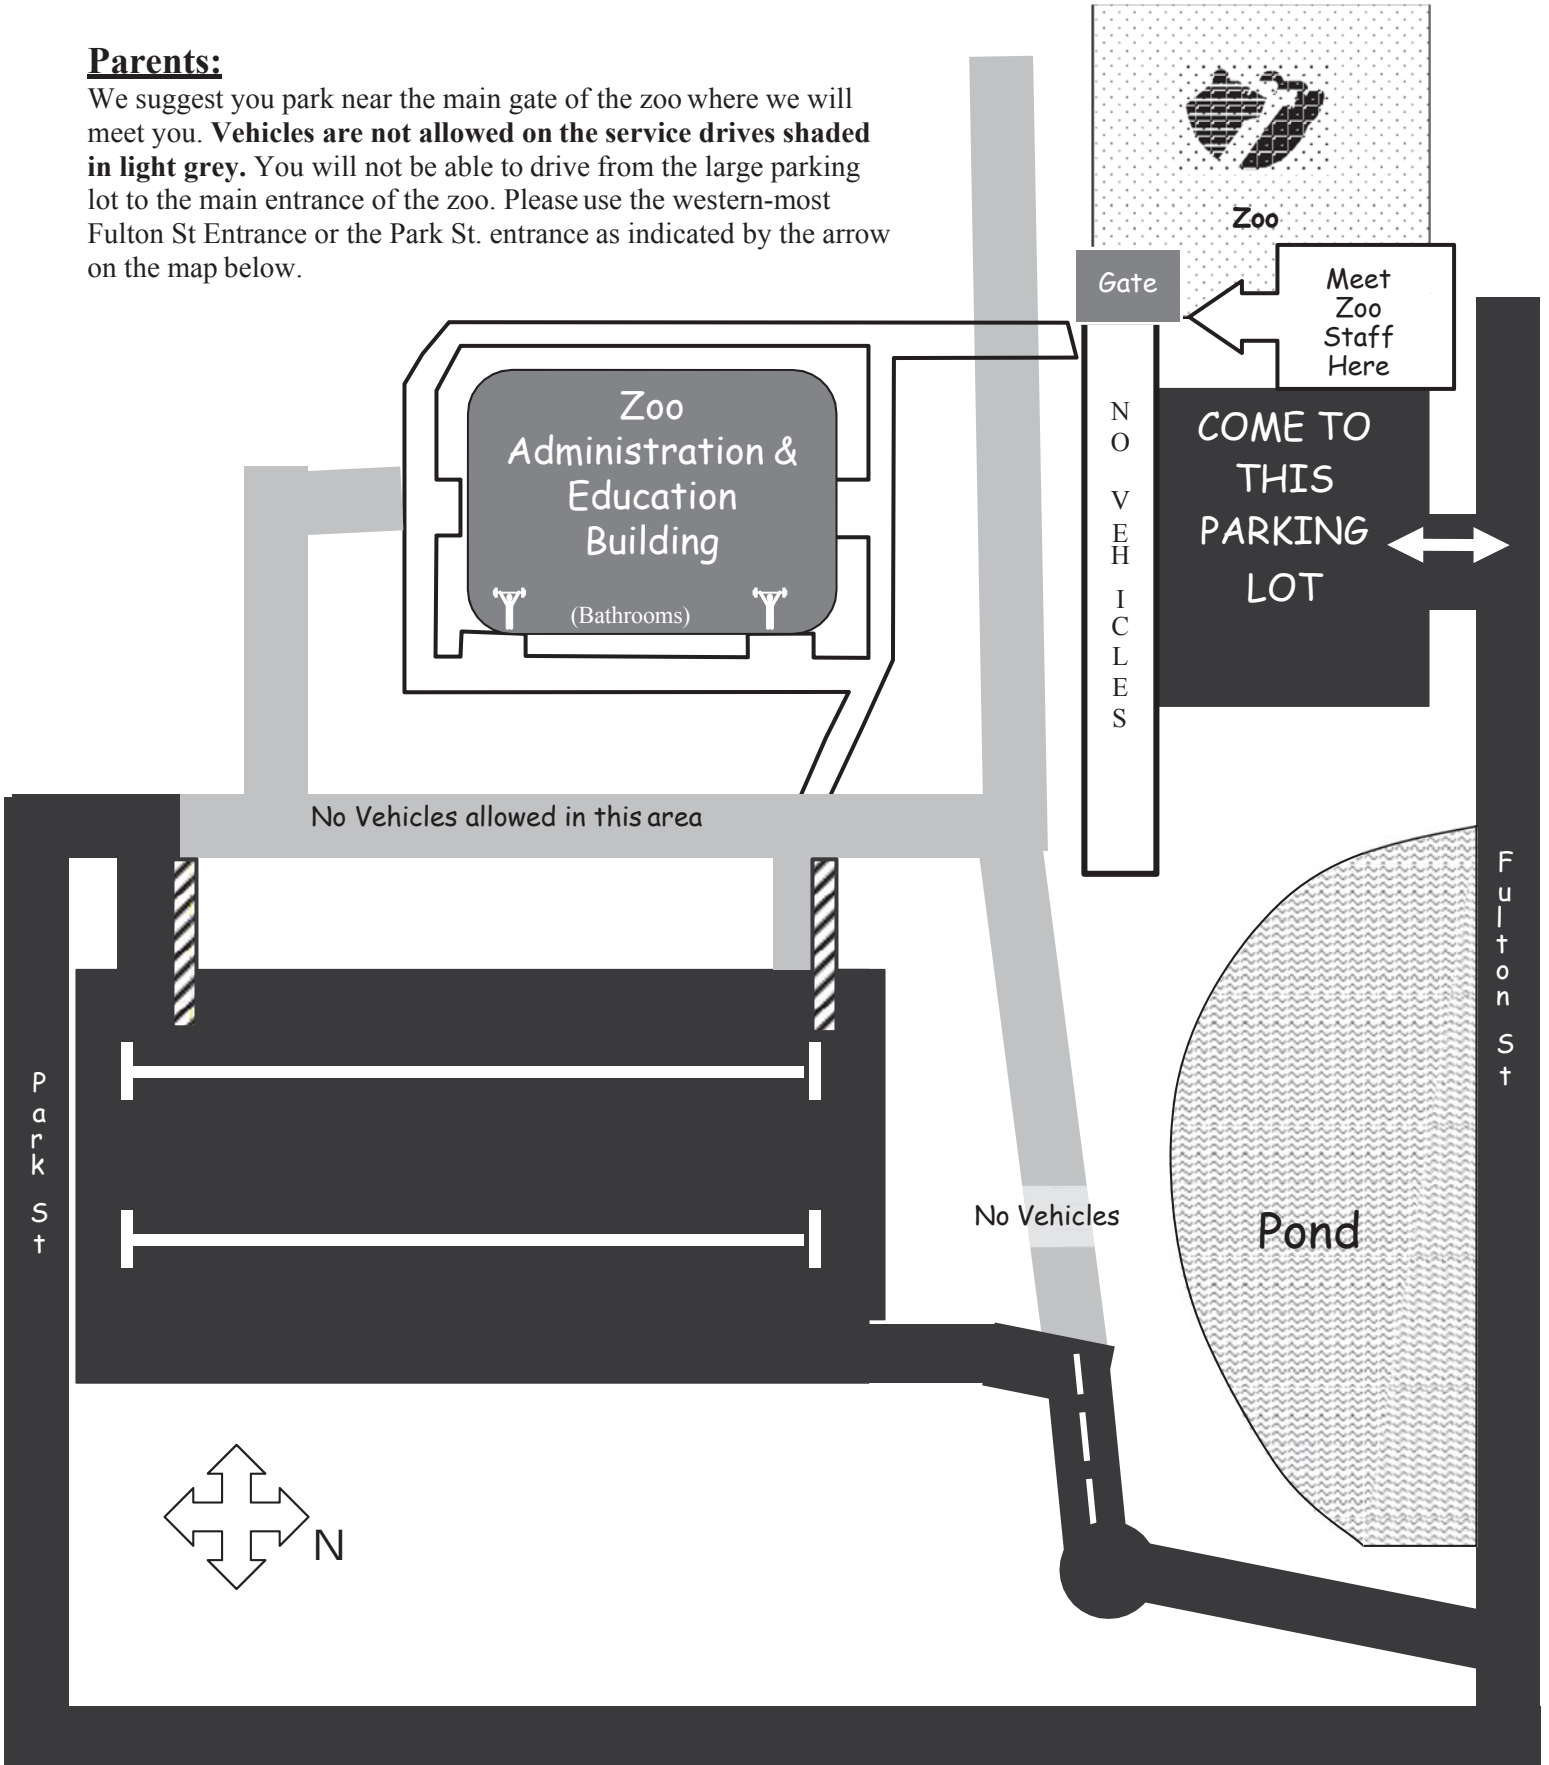 Parents:
We suggest you park near the main gate of the zoo where we will
meet you. Vehicles are not allowed on the service drives shaded
in light grey. You will not be able to drive from the large parking
lot to the main entrance of the zoo. Please use the western-most
Fulton St Entrance or the Park St. entrance as indicated by the arrow
on the map below.
Zoo
Gate
Meet
Zoo
Staff
Here
Zoo
Administration &
Education
Building
(Bathrooms)
NO VEHICLES
COME TO
THIS
PARKING
LOT
No Vehicles allowed in this area
Fulton St
Park St
No Vehicles
Pond
N